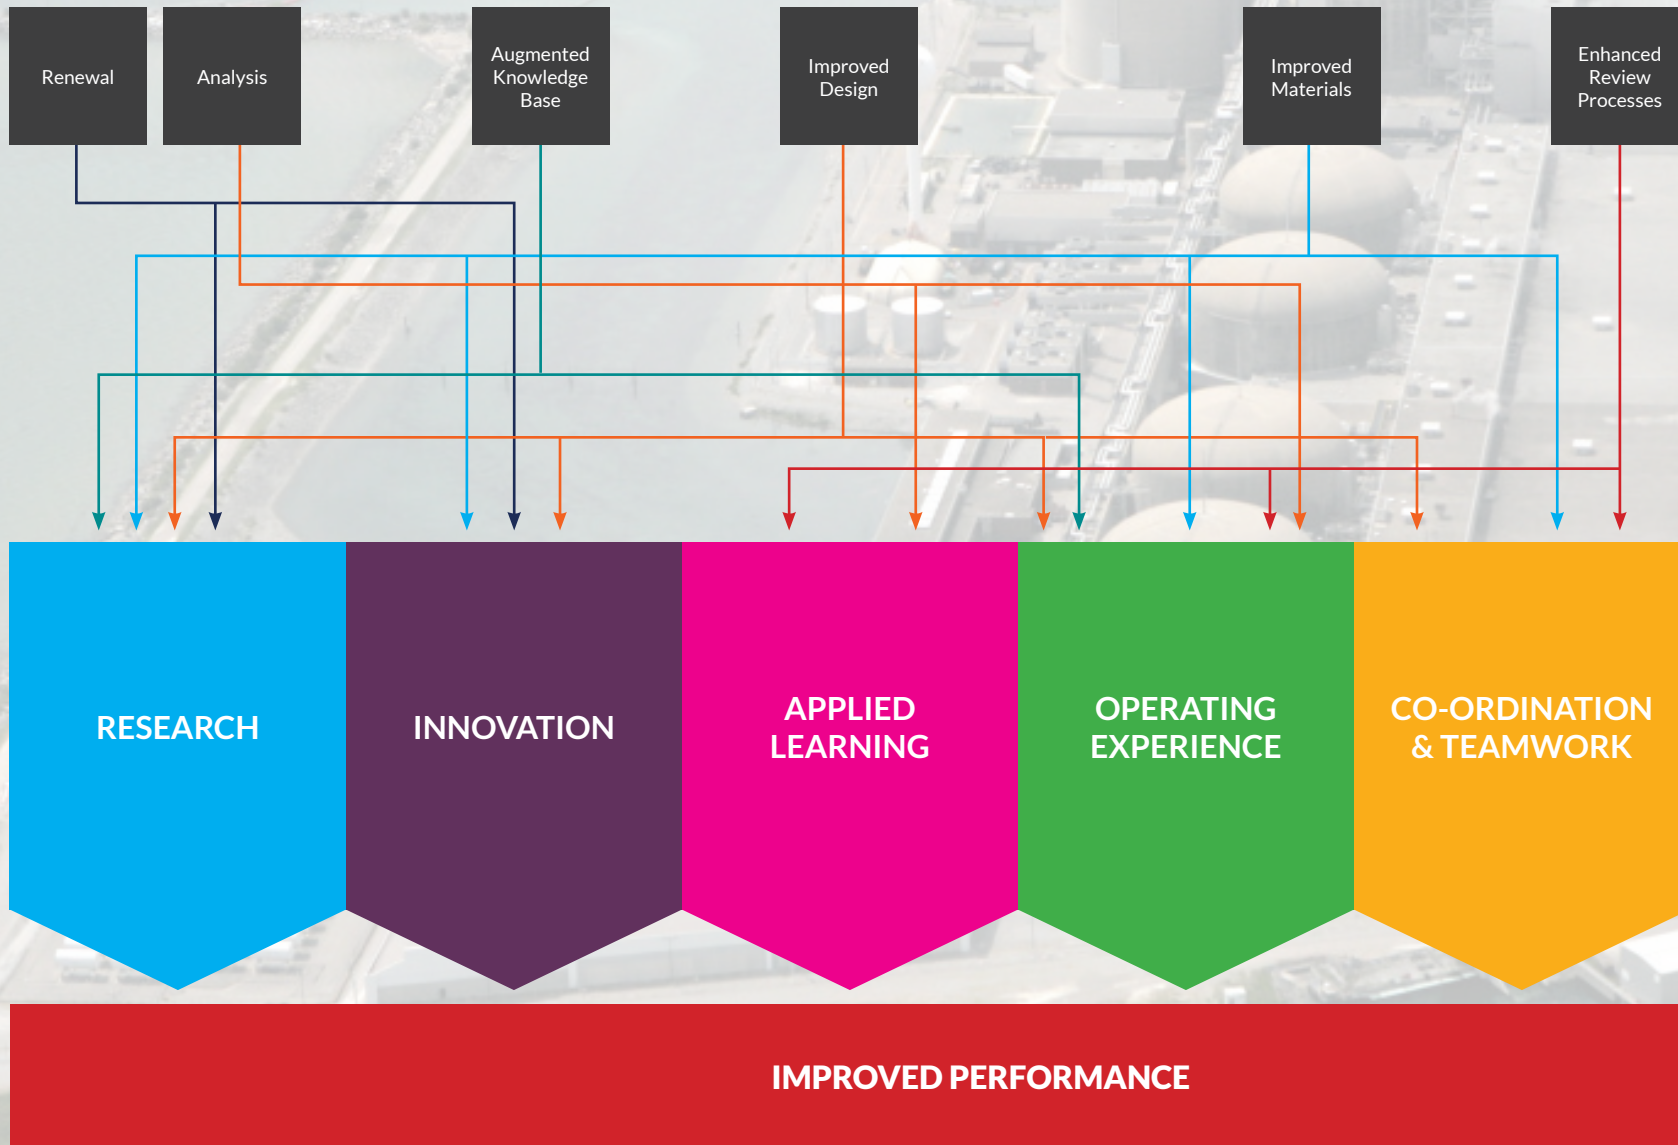 Renewal
Analysis
Augmented
Knowledge
Base
Improved
Design
Improved
Materials
Enhanced
Review
Processes
RESEARCH
INNOVATION
APPLIED
LEARNING
OPERATING
EXPERIENCE
CO-ORDINATION
& TEAMWORK
IMPROVED PERFORMANCE